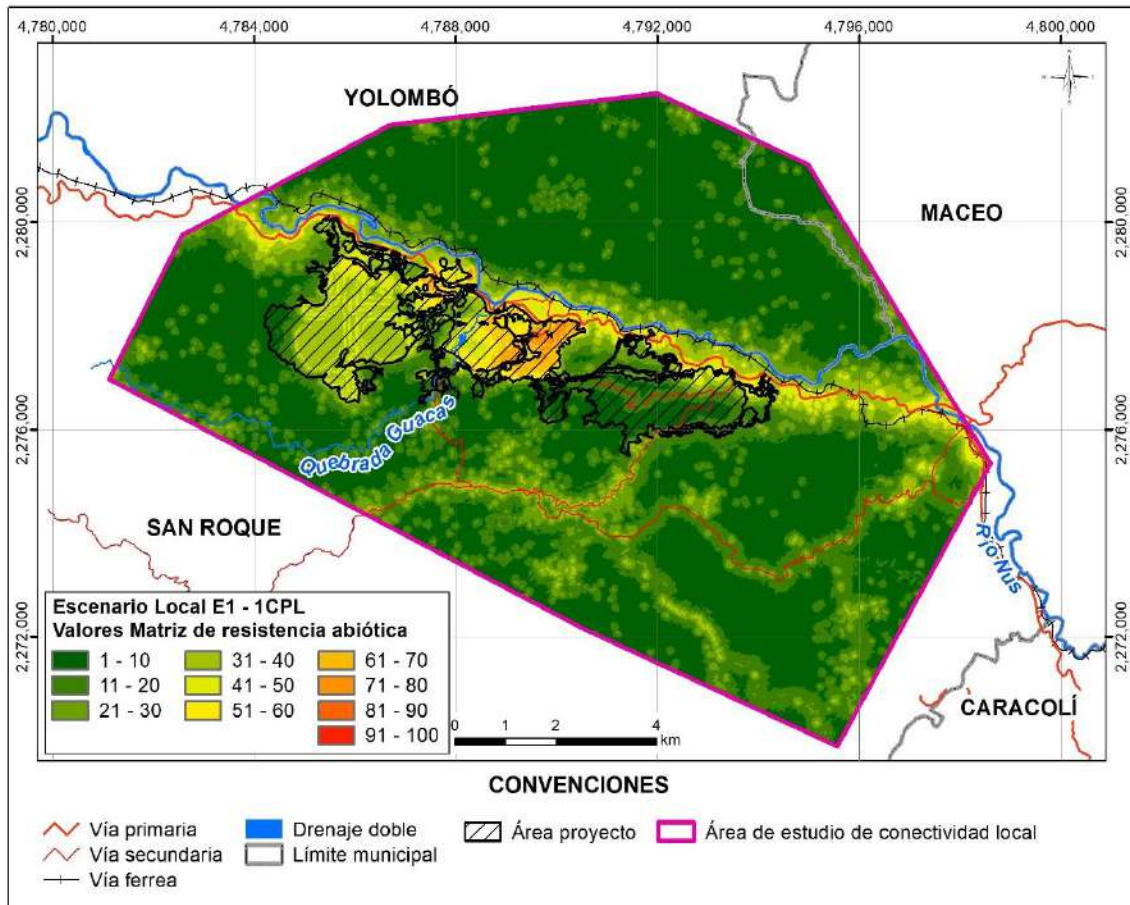 4,780,000 4,784,000 4,788,000 4,792,000 4,796,000 4,800,000
YOLOMBÓ
N
2,280,000 2,280,000
MACEO
2,276,000 2,276,000
Quebrada Guacas
SAN ROQUE
Río Nus
2,272,000 2,272,000
CARACOLÍ
Escenario Local E1 - 1CPL
Valores Matriz de resistencia abiótica
1 - 10 31 - 40 61 - 70
11 - 20 41 - 50 71 - 80
21 - 30 51 - 60 81 - 90
91 - 100
0 1 2 4
km
CONVENCIONES
Vía primaria Drenaje doble Área proyecto Área de estudio de conectividad local
Vía secundaria Límite municipal
Vía ferrea